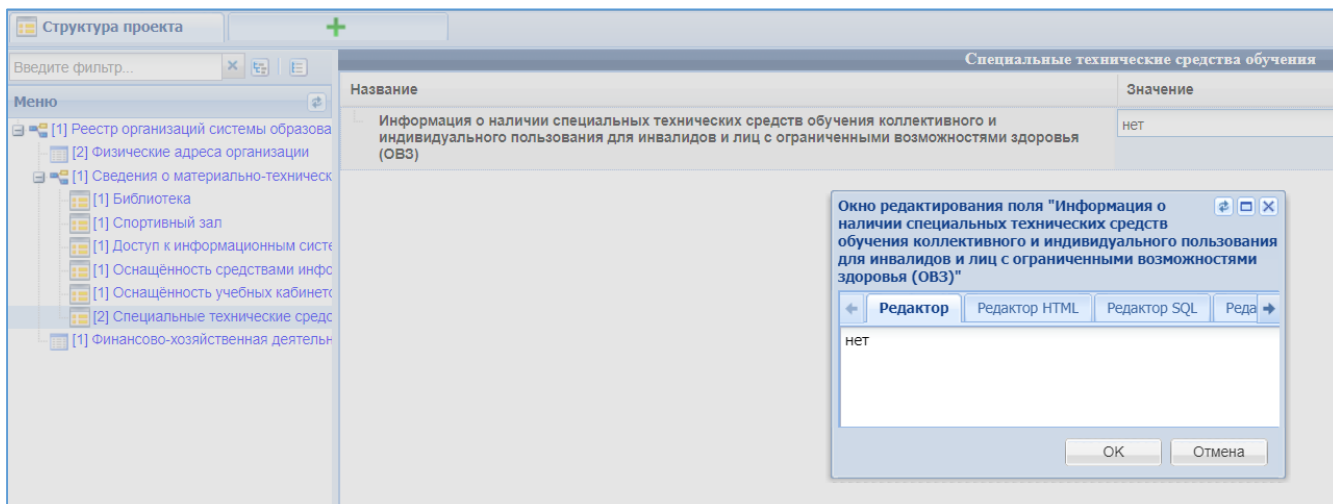 Структура проекта
Специальные технические средства обучения
Введите фильтр...
Меню
[1] Реестр организаций системы образова
[2] Физические адреса организации
[1] Сведения о материально-техническ
[1] Библиотека
[1] Спортивный зал
[1] Доступ к информационным систе
[1] Оснащённость средствами инфо
[1] Оснащённость учебных кабинето
[2] Специальные технические средс
[1] Финансово-хозяйственная деятельн
Название
Значение
Информация о наличии специальных технических средств обучения коллективного и
индивидуального пользования для инвалидов и лиц с ограниченными возможностями здоровья
(ОВЗ)
нет
Окно редактирования поля "Информация о
наличии специальных технических средств
обучения коллективного и индивидуального пользования
для инвалидов и лиц с ограниченными возможностями
здоровья (ОВЗ)"
Редактор
Редактор HTML
Редактор SQL
Реда
нет
OK
Отмена